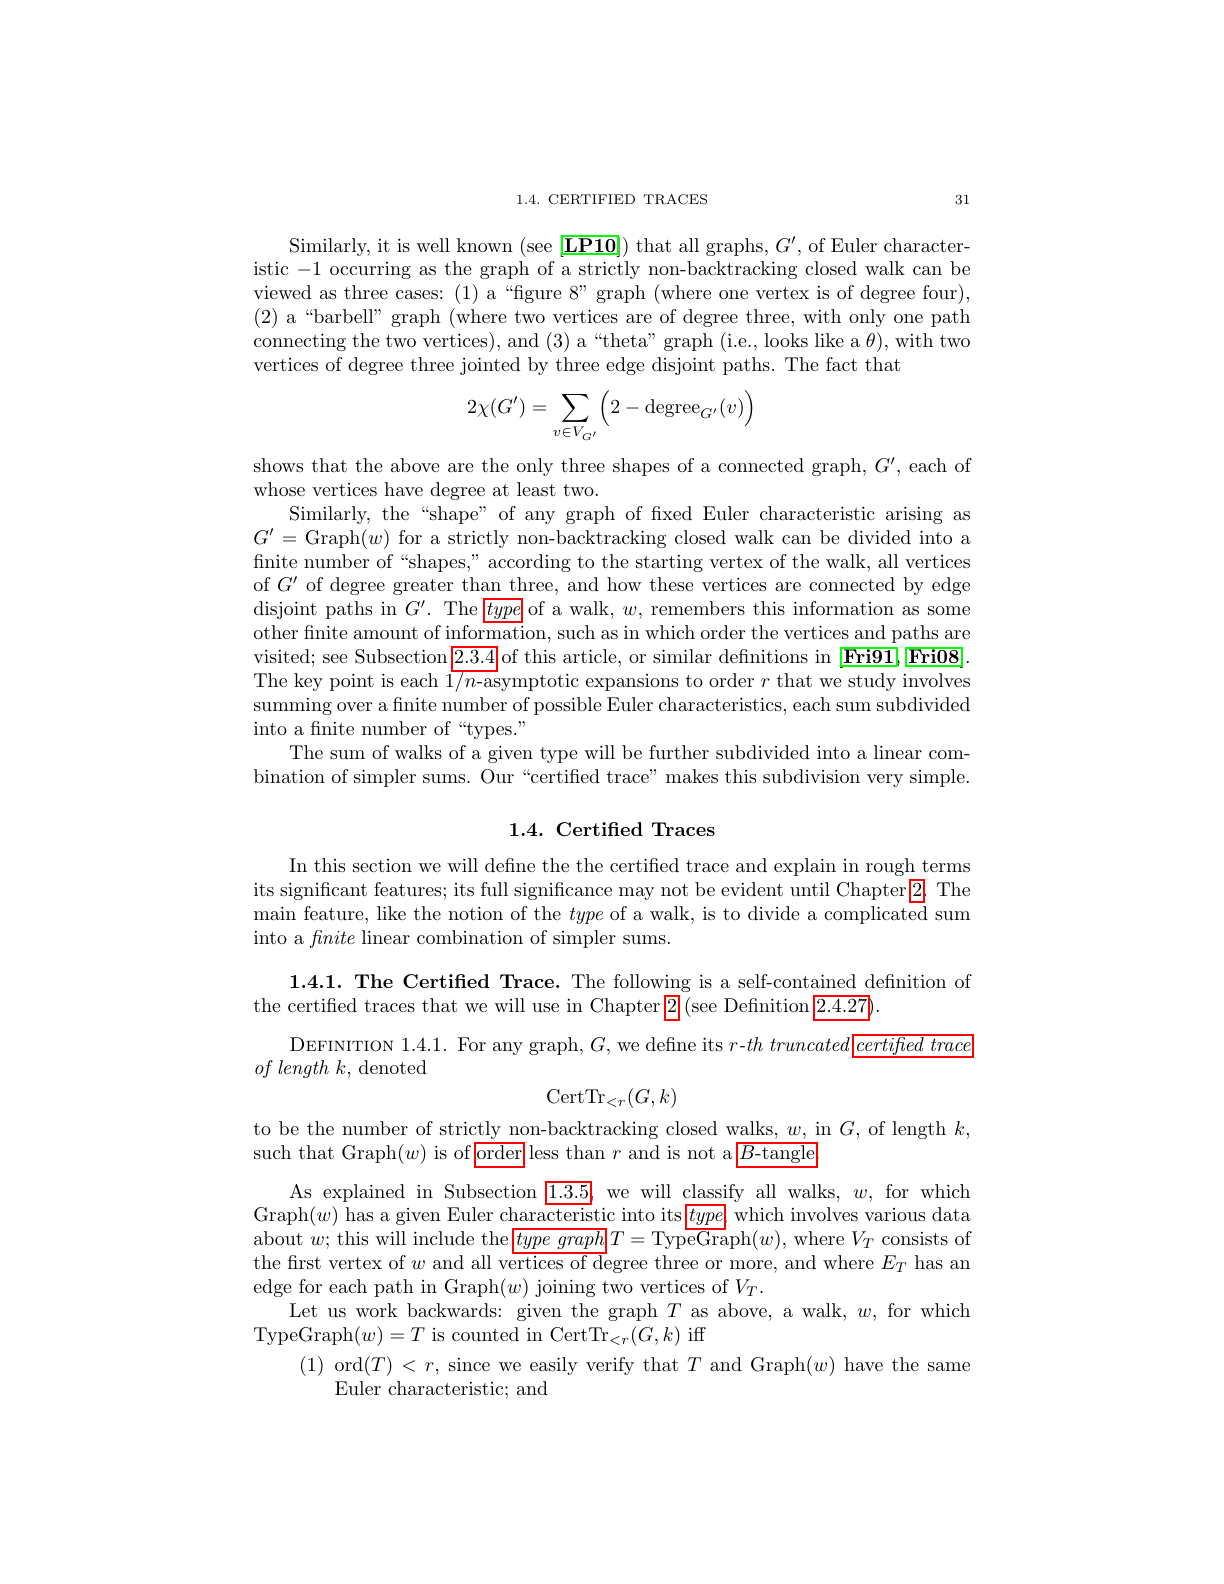 1.4. CERTIFIED TRACES 31
Similarly, it is well known (see [LP10]) that all graphs, G′, of Euler character-
istic −1 occurring as the graph of a strictly non-backtracking closed walk can be
viewed as three cases: (1) a “figure 8” graph (where one vertex is of degree four),
(2) a “barbell” graph (where two vertices are of degree three, with only one path
connecting the two vertices), and (3) a “theta” graph (i.e., looks like a θ), with two
vertices of degree three jointed by three edge disjoint paths. The fact that
2χ(G′) = ∑_{v∈V_{G′}} (2 − degree_{G′}(v))
shows that the above are the only three shapes of a connected graph, G′, each of
whose vertices have degree at least two.
Similarly, the “shape” of any graph of fixed Euler characteristic arising as
G′ = Graph(w) for a strictly non-backtracking closed walk can be divided into a
finite number of “shapes,” according to the starting vertex of the walk, all vertices
of G′ of degree greater than three, and how these vertices are connected by edge
disjoint paths in G′. The type of a walk, w, remembers this information as some
other finite amount of information, such as in which order the vertices and paths are
visited; see Subsection 2.3.4 of this article, or similar definitions in [Fri91, Fri08].
The key point is each 1/n-asymptotic expansions to order r that we study involves
summing over a finite number of possible Euler characteristics, each sum subdivided
into a finite number of “types.”
The sum of walks of a given type will be further subdivided into a linear com-
bination of simpler sums. Our “certified trace” makes this subdivision very simple.
1.4. Certified Traces
In this section we will define the the certified trace and explain in rough terms
its significant features; its full significance may not be evident until Chapter 2. The
main feature, like the notion of the type of a walk, is to divide a complicated sum
into a finite linear combination of simpler sums.
1.4.1. The Certified Trace. The following is a self-contained definition of
the certified traces that we will use in Chapter 2 (see Definition 2.4.27).
DEFINITION 1.4.1. For any graph, G, we define its r-th truncated certified trace
of length k, denoted
CertTr_{<r}(G, k)
to be the number of strictly non-backtracking closed walks, w, in G, of length k,
such that Graph(w) is of order less than r and is not a B-tangle.
As explained in Subsection 1.3.5, we will classify all walks, w, for which
Graph(w) has a given Euler characteristic into its type, which involves various data
about w; this will include the type graph T = TypeGraph(w), where V_T consists of
the first vertex of w and all vertices of degree three or more, and where E_T has an
edge for each path in Graph(w) joining two vertices of V_T.
Let us work backwards: given the graph T as above, a walk, w, for which
TypeGraph(w) = T is counted in CertTr_{<r}(G, k) iff
(1) ord(T) < r, since we easily verify that T and Graph(w) have the same
Euler characteristic; and